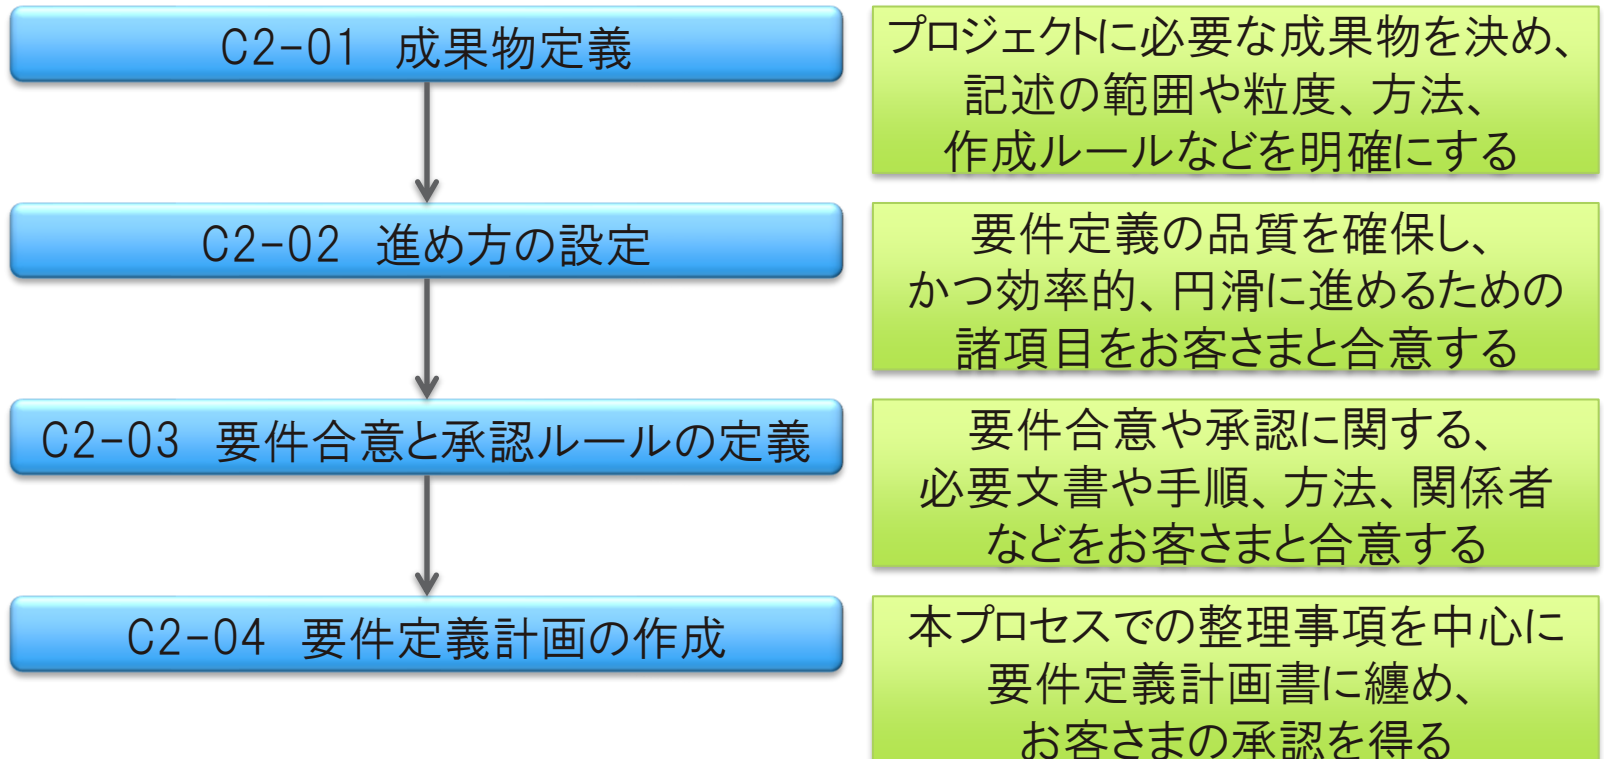 C2-01 成果物定義
プロジェクトに必要な成果物を決め、
記述の範囲や粒度、方法、
作成ルールなどを明確にする
C2-02 進め方の設定
要件定義の品質を確保し、
かつ効率的、円滑に進めるための
諸項目をお客さまと合意する
C2-03 要件合意と承認ルールの定義
要件合意や承認に関する、
必要文書や手順、方法、関係者
などをお客さまと合意する
C2-04 要件定義計画の作成
本プロセスでの整理事項を中心に
要件定義計画書に纏め、
お客さまの承認を得る